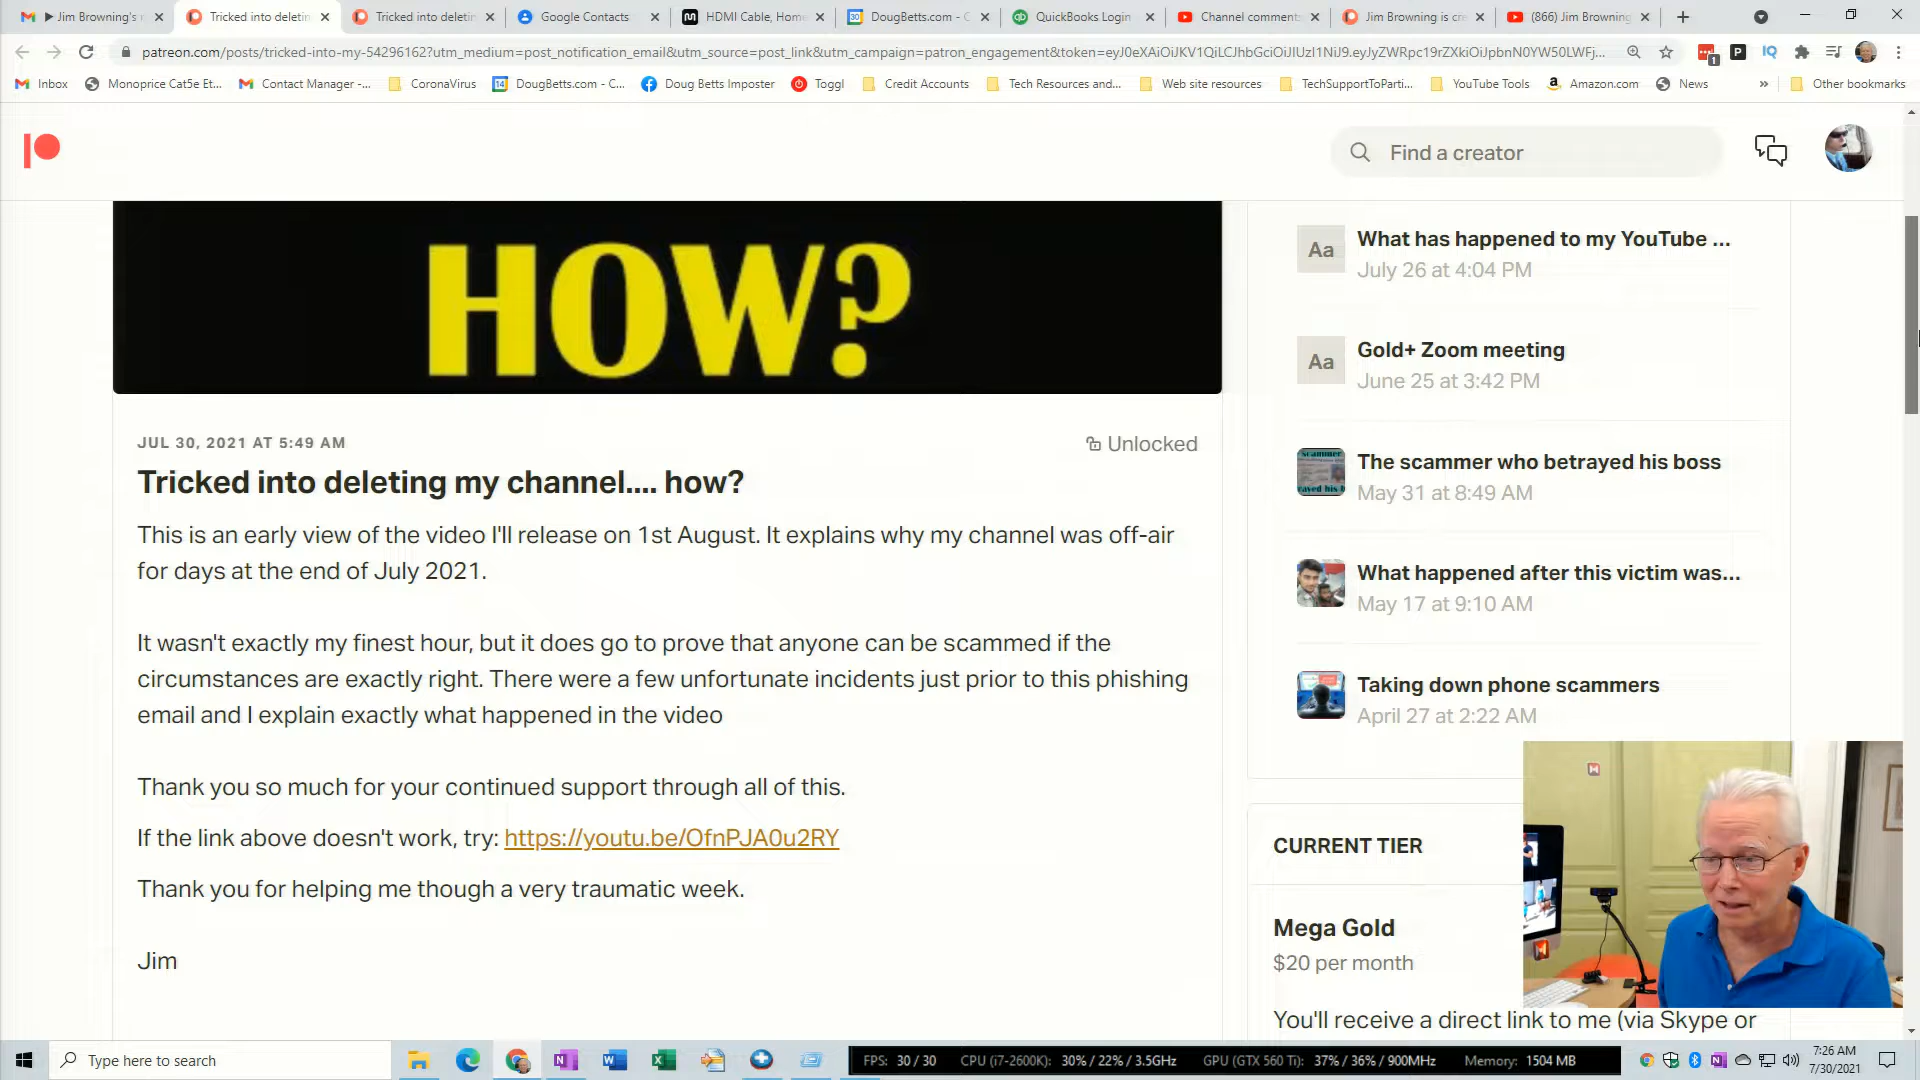 ▶ Jim Browning's r
Tricked into deletin
Tricked into deletin
Google Contacts
HDMI Cable, Home
DougBetts.com - C
QuickBooks Login
Channel comments
Jim Browning is cre
(866) Jim Browning
patreon.com/posts/tricked-into-my-54296162?utm_medium=post_notification_email&utm_source=post_link&utm_campaign=patron_engagement&token=eyJ0eXAiOiJKV1QiLCJhbGciOiJIUzI1NiJ9.eyJyZWRpc19rZXkiOiJpbnN0YW50LWFj...
Inbox
Monoprice Cat5e Et...
Contact Manager -...
CoronaVirus
DougBetts.com - C...
Doug Betts Imposter
Toggl
Credit Accounts
Tech Resources and...
Web site resources
TechSupportToParti...
YouTube Tools
Amazon.com
News
»
Other bookmarks
Find a creator
HOW?
JUL 30, 2021 AT 5:49 AM
Unlocked
Tricked into deleting my channel.... how?
This is an early view of the video I'll release on 1st August. It explains why my channel was off-air
for days at the end of July 2021.
It wasn't exactly my finest hour, but it does go to prove that anyone can be scammed if the
circumstances are exactly right. There were a few unfortunate incidents just prior to this phishing
email and I explain exactly what happened in the video
Thank you so much for your continued support through all of this.
If the link above doesn't work, try: https://youtu.be/OfnPJA0u2RY
Thank you for helping me though a very traumatic week.
Jim
Aa
What has happened to my YouTube ...
July 26 at 4:04 PM
Aa
Gold+ Zoom meeting
June 25 at 3:42 PM
The scammer who betrayed his boss
May 31 at 8:49 AM
What happened after this victim was...
May 17 at 9:10 AM
Taking down phone scammers
April 27 at 2:22 AM
CURRENT TIER
Mega Gold
$20 per month
You'll receive a direct link to me (via Skype or
Type here to search
FPS: 30 / 30
CPU (i7-2600K): 30% / 22% / 3.5GHz
GPU (GTX 560 Ti): 37% / 36% / 900MHz
Memory: 1504 MB
7:26 AM
7/30/2021